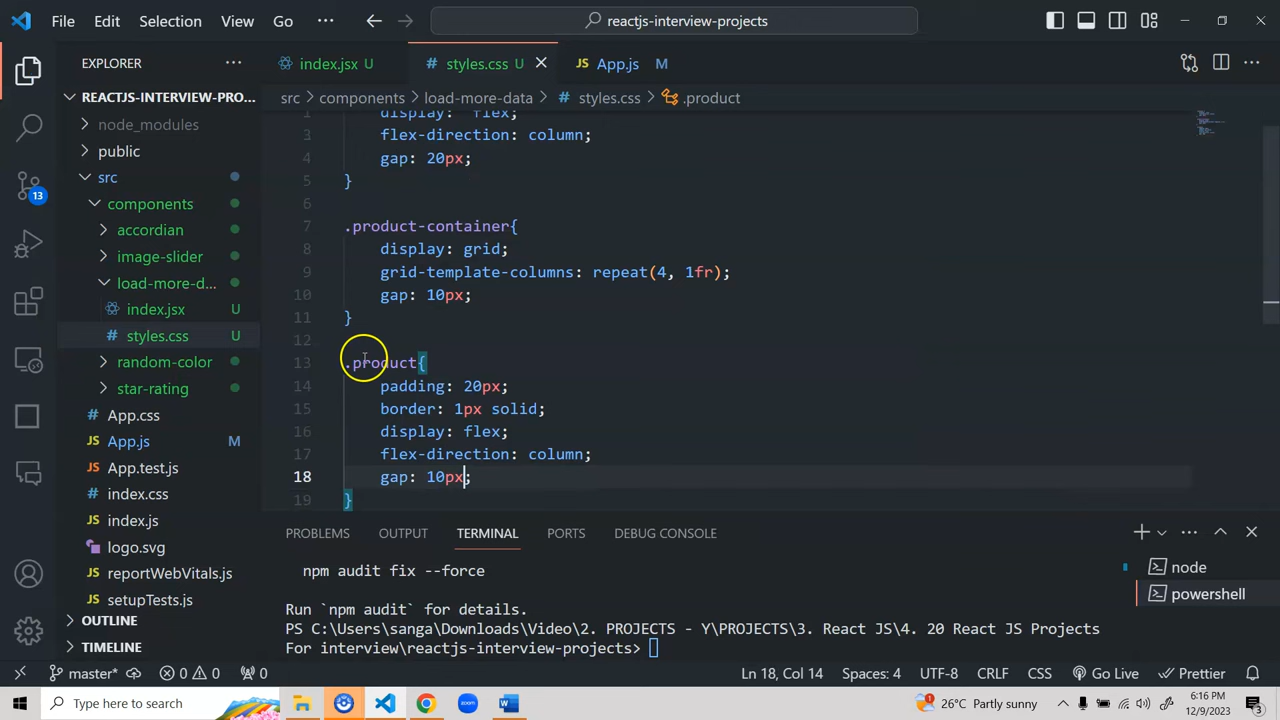 File Edit Selection View Go ··· reactjs-interview-projects
EXPLORER ···
index.jsx U styles.css U App.js M
REACTJS-INTERVIEW-PRO...
src > components > load-more-data > styles.css > .product
node_modules
public
src
components
accordian
image-slider
load-more-d...
index.jsx U
styles.css U
random-color
star-rating
App.css
App.js M
App.test.js
index.css
index.js
logo.svg
reportWebVitals.js
setupTests.js
OUTLINE
TIMELINE
13
display: flex;
3 flex-direction: column;
4 gap: 20px;
5 }
6
7 .product-container{
8 display: grid;
9 grid-template-columns: repeat(4, 1fr);
10 gap: 10px;
11 }
12
13 .product{
14 padding: 20px;
15 border: 1px solid;
16 display: flex;
17 flex-direction: column;
18 gap: 10px;
19 }
PROBLEMS OUTPUT TERMINAL PORTS DEBUG CONSOLE
npm audit fix --force
Run `npm audit` for details.
PS C:\Users\sanga\Downloads\Video\2. PROJECTS - Y\PROJECTS\3. React JS\4. 20 React JS Projects
For interview\reactjs-interview-projects>
node
powershell
master* 0 0 0 Ln 18, Col 14 Spaces: 4 UTF-8 CRLF CSS Go Live Prettier
Type here to search 26°C Partly sunny 6:16 PM
12/9/2023 3